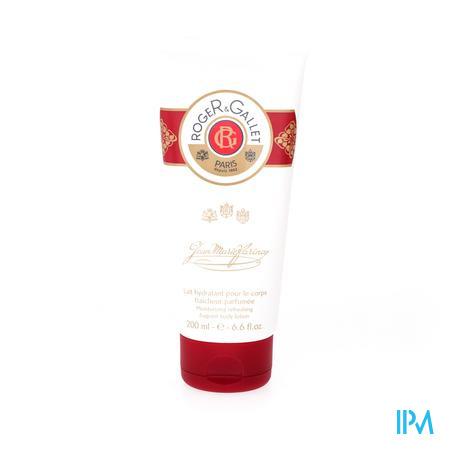 ROGER & GALLET
RG
PARIS
depuis 1862
Jean Marie Farina
Lait hydratant pour le corps
fraîcheur parfumée
Moisturising refreshing
fragrant body lotion
200 ml - ℮ - 6.6 fl.oz.
IPM